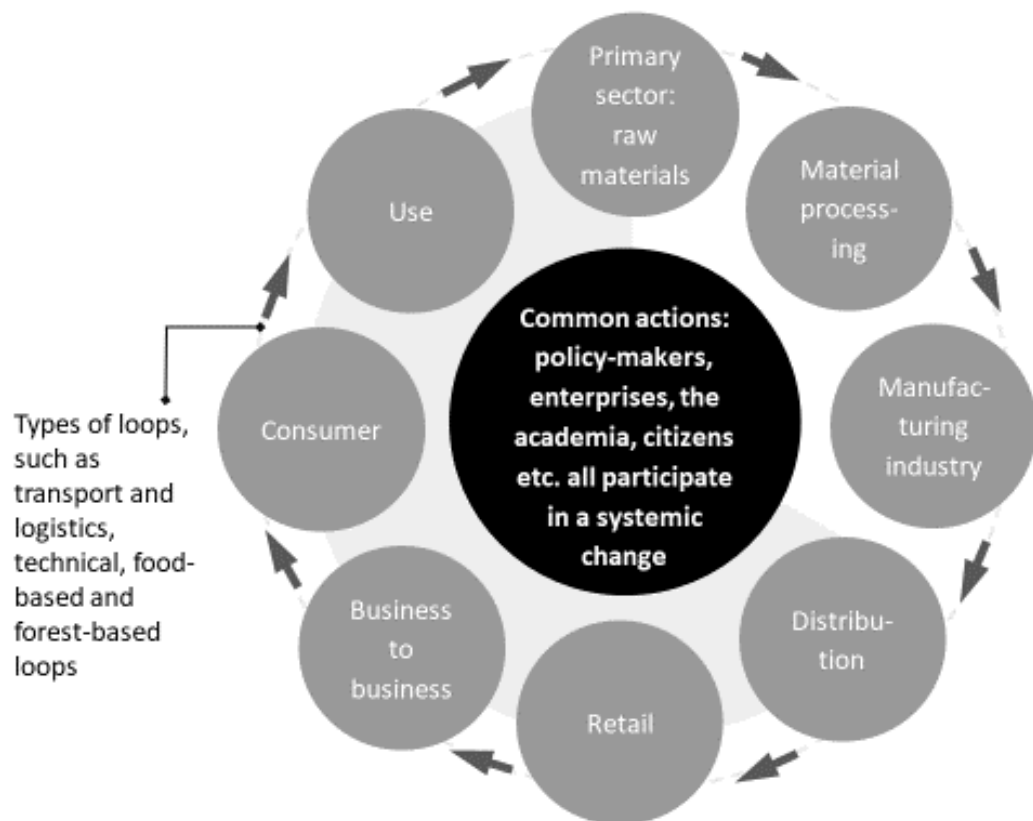 Primary
sector:
raw
materials
Material
process-
ing
Manufac-
turing
industry
Distribu-
tion
Retail
Business
to
business
Consumer
Use
Common actions:
policy-makers,
enterprises, the
academia, citizens
etc. all participate
in a systemic
change
Types of loops,
such as
transport and
logistics,
technical, food-
based and
forest-based
loops